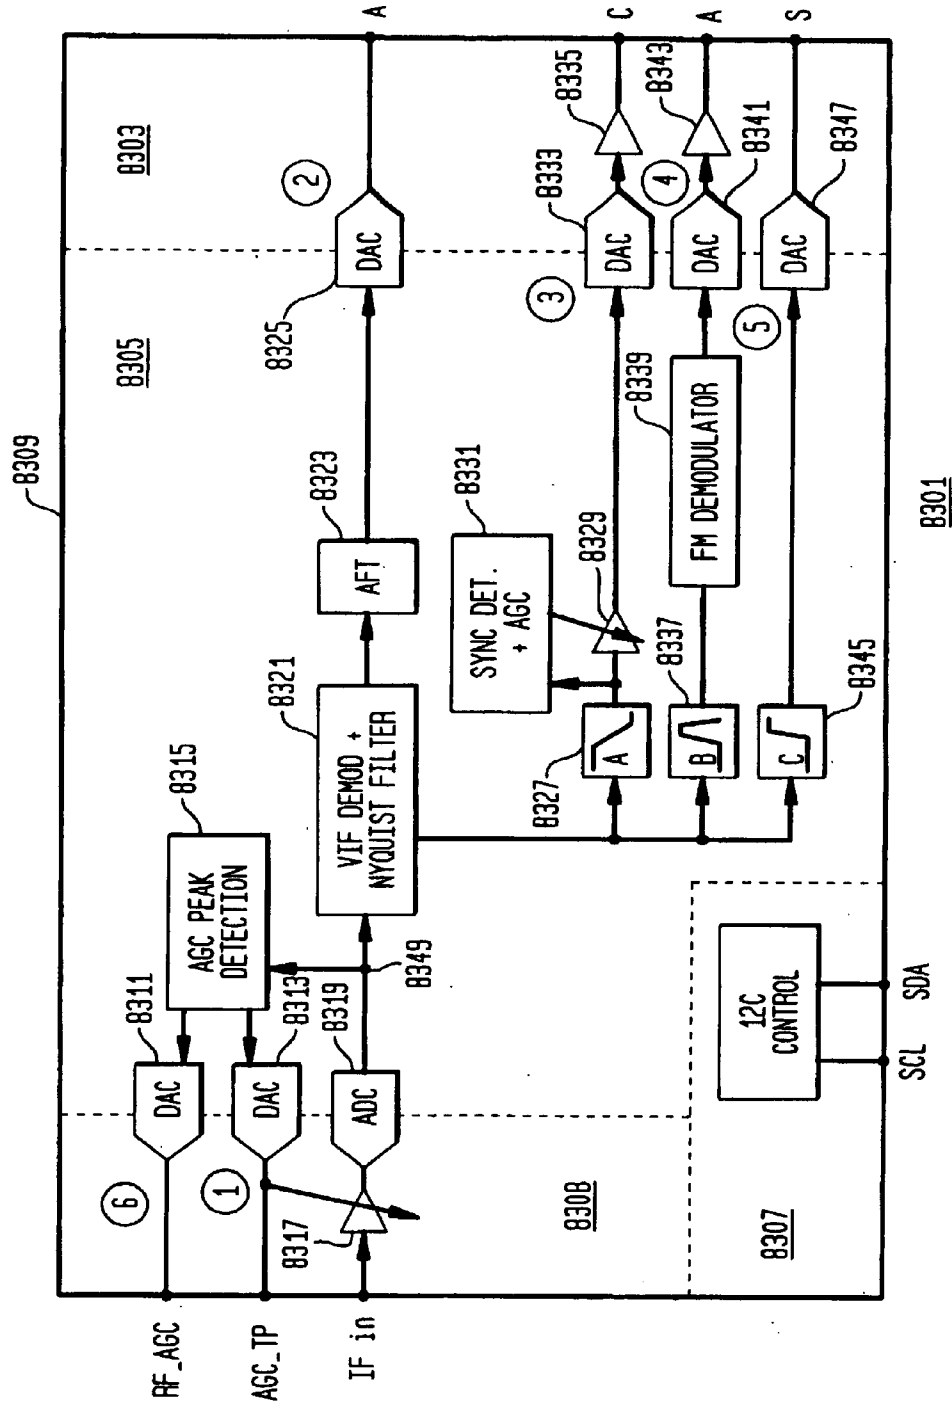 8309
8303
8305
6
RF_AGC
8311
DAC
AGC PEAK
DETECTION
8315
1
AGC_TP
DAC
8313
8317
IF in
ADC
8319
8349
8321
VIF DEMOD +
NYQUIST FILTER
8323
AFT
8325
DAC
2
A
8331
SYNC DET.
+ AGC
8327
A
8329
3
DAC
8333
8335
C
8337
B
8339
FM DEMODULATOR
DAC
4
8341
8343
A
C
8345
5
DAC
8347
S
8308
8307
12C
CONTROL
SCL
SDA
8301